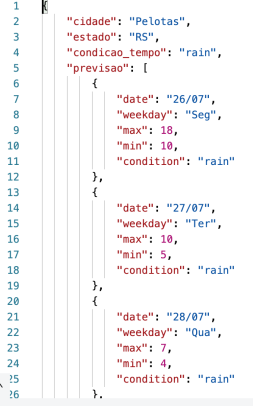 1 {
2 "cidade": "Pelotas",
3 "estado": "RS",
4 "condicao_tempo": "rain",
5 "previsao": [
6 {
7 "date": "26/07",
8 "weekday": "Seg",
9 "max": 18,
10 "min": 10,
11 "condition": "rain"
12 },
13 {
14 "date": "27/07",
15 "weekday": "Ter",
16 "max": 10,
17 "min": 5,
18 "condition": "rain"
19 },
20 {
21 "date": "28/07",
22 "weekday": "Qua",
23 "max": 7,
24 "min": 4,
25 "condition": "rain"
26 },